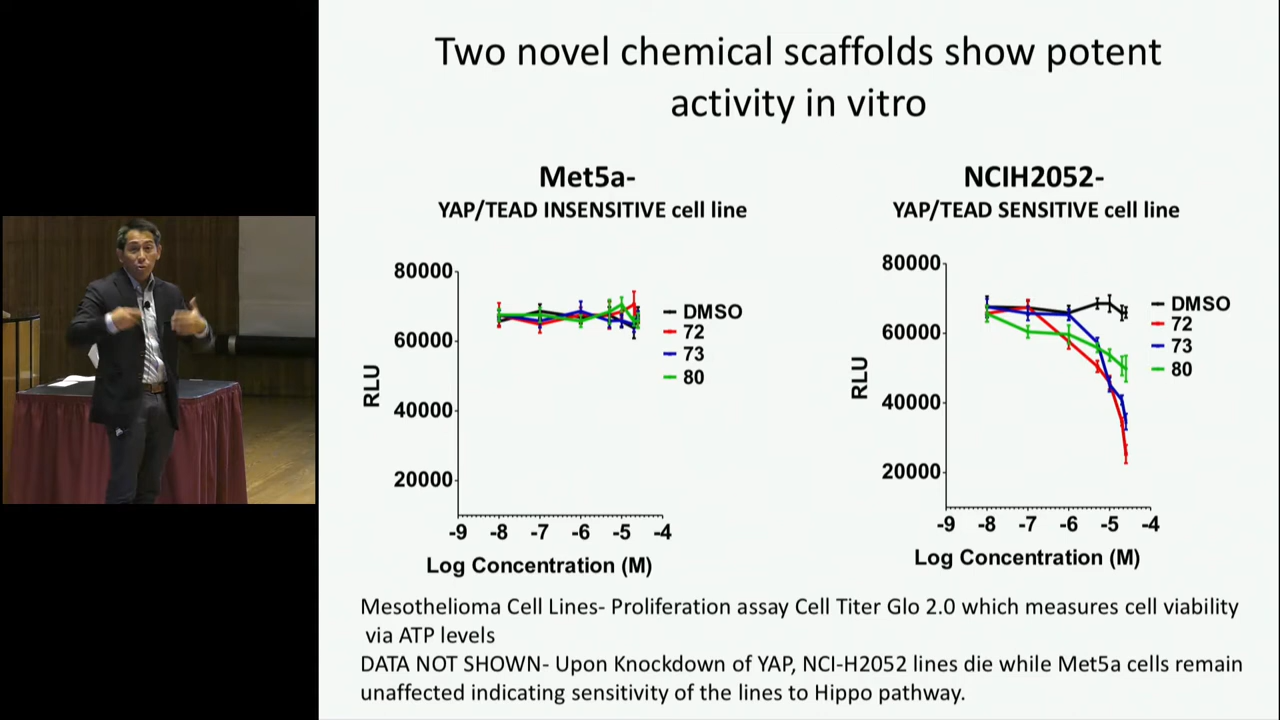 Two novel chemical scaffolds show potent
activity in vitro
Met5a-
YAP/TEAD INSENSITIVE cell line
80000
60000
40000
20000
RLU
-9 -8 -7 -6 -5 -4
Log Concentration (M)
DMSO
72
73
80
NCIH2052-
YAP/TEAD SENSITIVE cell line
80000
60000
40000
20000
RLU
-9 -8 -7 -6 -5 -4
Log Concentration (M)
DMSO
72
73
80
Mesothelioma Cell Lines- Proliferation assay Cell Titer Glo 2.0 which measures cell viability
via ATP levels
DATA NOT SHOWN- Upon Knockdown of YAP, NCI-H2052 lines die while Met5a cells remain
unaffected indicating sensitivity of the lines to Hippo pathway.